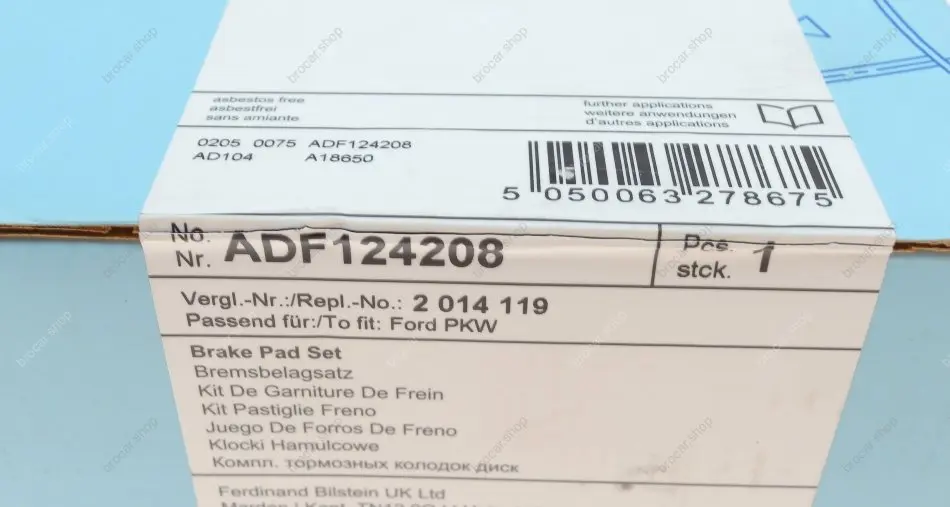 asbestos free
asbestfrei
sans amiante
further applications
weitere anwendungen
d'autres applications
0205 0075 ADF124208
AD104 A18650
5 050063 278675
No.
Nr. ADF124208
Pcs.
stck. 1
Vergl.-Nr.:/Repl.-No.: 2 014 119
Passend für:/To fit: Ford PKW
Brake Pad Set
Bremsbelagsatz
Kit De Garniture De Frein
Kit Pastiglie Freno
Juego De Forros De Freno
Klocki Hamulcowe
Компл. тормозных колодок диск
Ferdinand Bilstein UK Ltd
brocar.shop